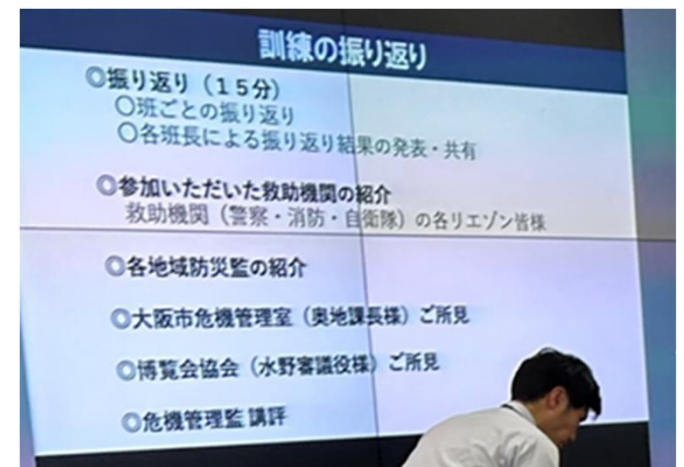 訓練の振り返り
◎振り返り（１５分）
〇班ごとの振り返り
〇各班長による振り返り結果の発表・共有
◎参加いただいた救助機関の紹介
救助機関（警察・消防・自衛隊）の各リエゾン皆様
◎各地域防災監の紹介
◎大阪市危機管理室（奥地課長様）ご所見
◎博覧会協会（水野審議役様）ご所見
◎危機管理監 講評